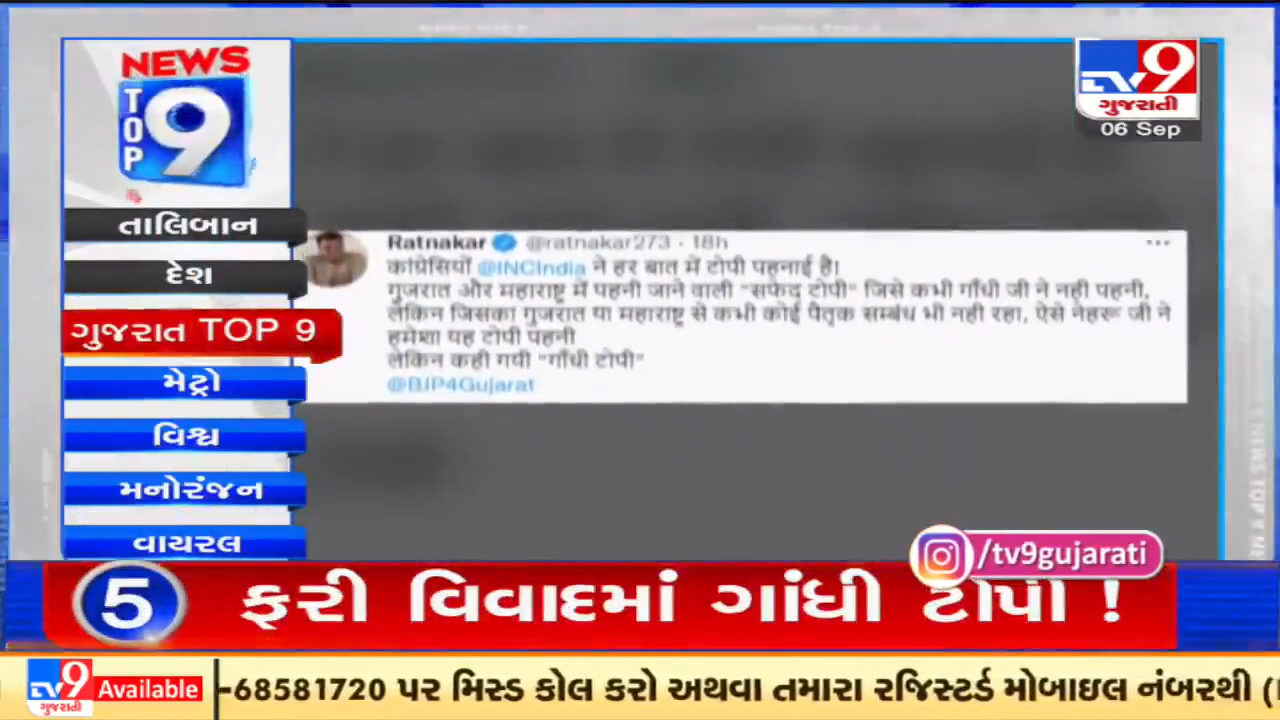 NEWS
TOP
9
TV9
ગુજરાતી
06 Sep
તાલિબાન
દેશ
ગુજરાત TOP 9
મેટ્રો
વિશ્વ
મનોરંજન
વાયરલ
Ratnakar @ratnakar273 · 18h
कांग्रेसियों @INCIndia ने हर बात में टोपी पहनाई है।
गुजरात और महाराष्ट्र में पहनी जाने वाली "सफेद टोपी" जिसे कभी गाँधी जी ने नही पहनी,
लेकिन जिसका गुजरात या महाराष्ट्र से कभी कोई पैतृक सम्बंध भी नही रहा, ऐसे नेहरू जी ने
हमेशा यह टोपी पहनी
लेकिन कही गयी "गाँधी टोपी"
@BJP4Gujarat
/tv9gujarati
5 ફરી વિવાદમાં ગાંધી ટોપી !
TV9
ગુજરાતી
Available
-68581720 પર મિસ્ડ કોલ કરો અથવા તમારા રજિસ્ટર્ડ મોબાઇલ નંબરથી (